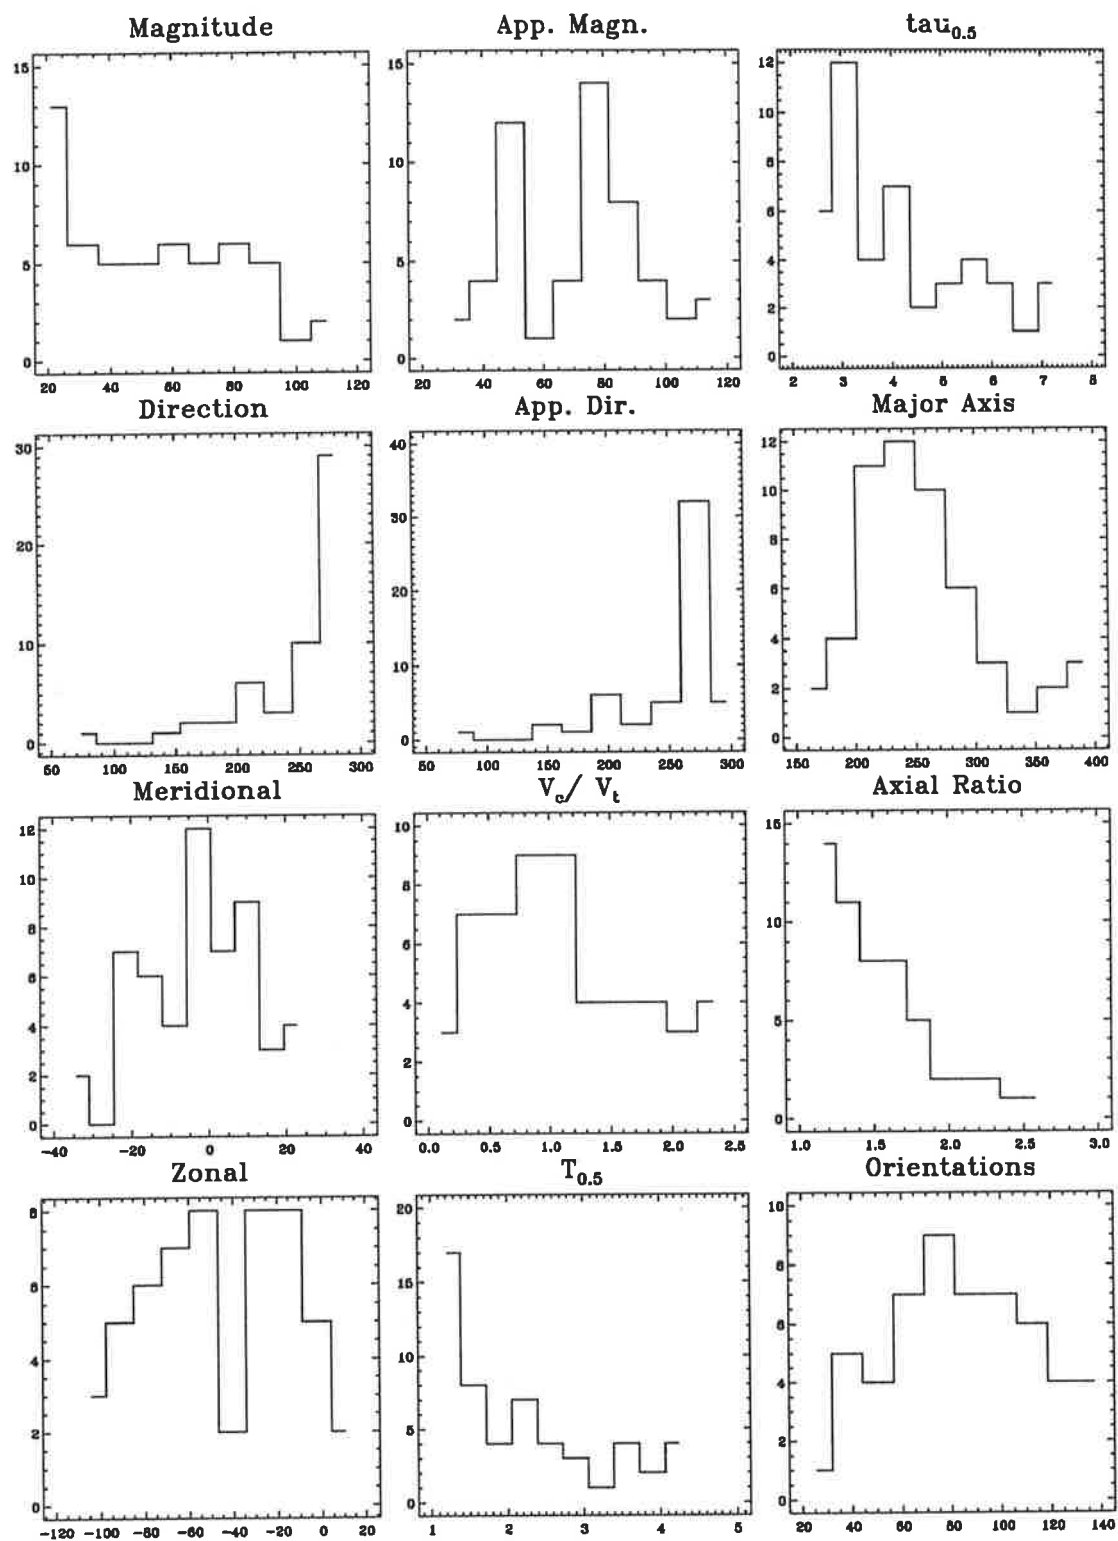 Magnitude
App. Magn.
tau0.5
15
10
5
0
20 40 60 80 100 120
15
10
5
0
20 40 60 80 100 120
12
10
8
6
4
2
0
2 3 4 5 6 7 8
Direction
App. Dir.
Major Axis
30
20
10
0
50 100 150 200 250 300
40
30
20
10
0
50 100 150 200 250 300
12
10
8
6
4
2
0
150 200 250 300 350 400
Meridional
Vc/ Vt
Axial Ratio
12
10
8
6
4
2
0
-40 -20 0 20 40
10
8
6
4
2
0
0.0 0.5 1.0 1.5 2.0 2.5
15
10
5
0
1.0 1.5 2.0 2.5 3.0
Zonal
T0.5
Orientations
8
6
4
2
0
-120 -100 -80 -60 -40 -20 0 20
20
15
10
5
0
1 2 3 4 5
10
8
6
4
2
0
20 40 60 80 100 120 140